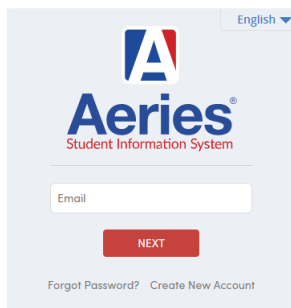 English
Aeries®
Student Information System
Email
NEXT
Forgot Password? Create New Account